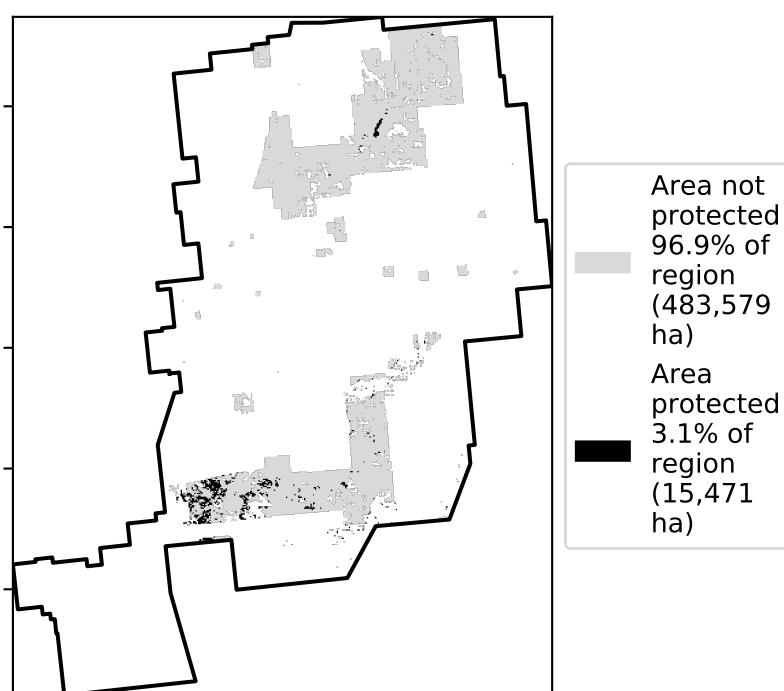 Area not
protected
96.9% of
region
(483,579
ha)
Area
protected
3.1% of
region
(15,471
ha)